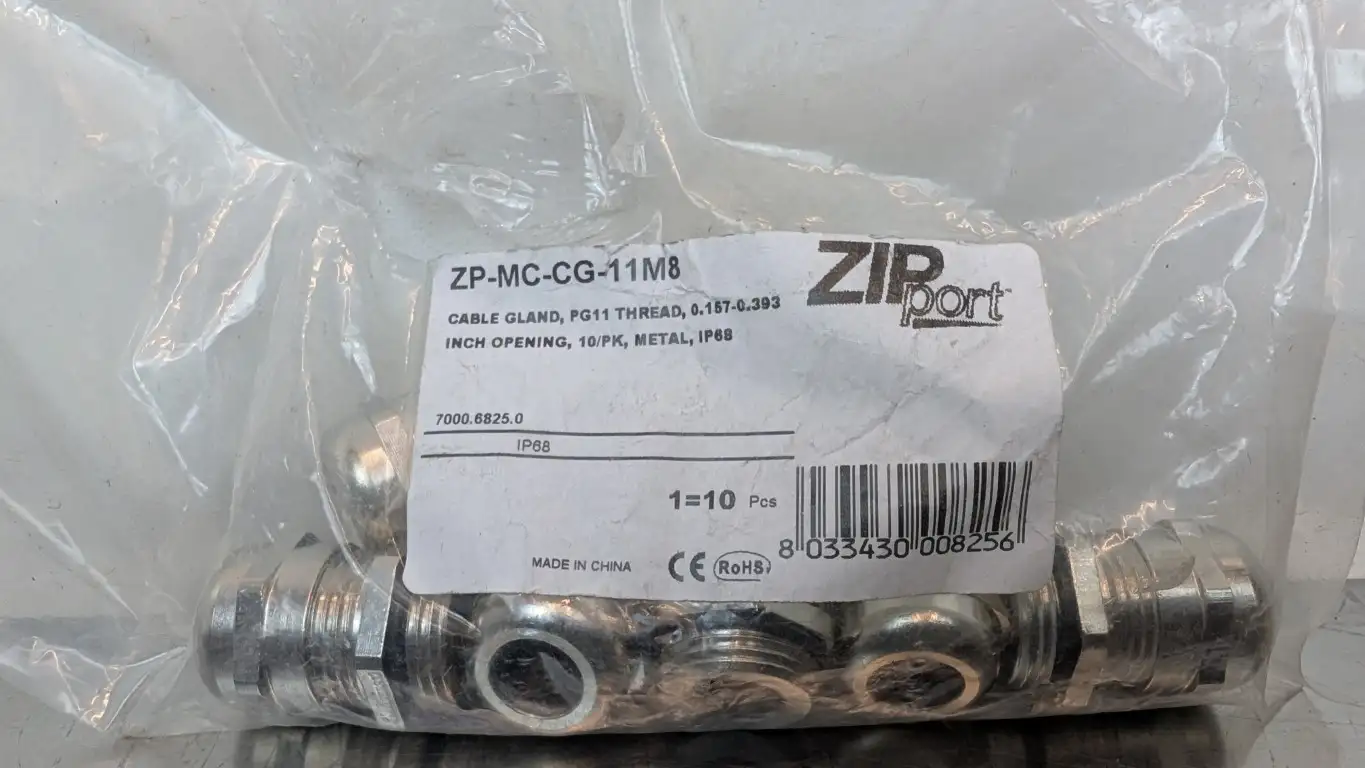 ZP-MC-CG-11M8
ZIPport™
CABLE GLAND, PG11 THREAD, 0.157-0.393
INCH OPENING, 10/PK, METAL, IP68
7000.6825.0
IP68
1=10 Pcs
MADE IN CHINA
CE RoHS
8 033430 008256